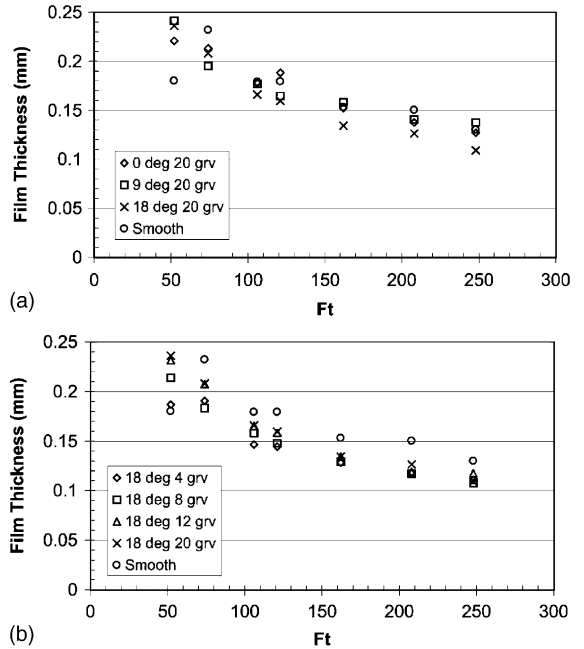 0.25
0.2
0.15
0.1
0.05
0
Film Thickness (mm)
0 deg 20 grv
9 deg 20 grv
18 deg 20 grv
Smooth
0 50 100 150 200 250 300
Ft
(a)
0.25
0.2
0.15
0.1
0.05
0
Film Thickness (mm)
18 deg 4 grv
18 deg 8 grv
18 deg 12 grv
18 deg 20 grv
Smooth
0 50 100 150 200 250 300
Ft
(b)